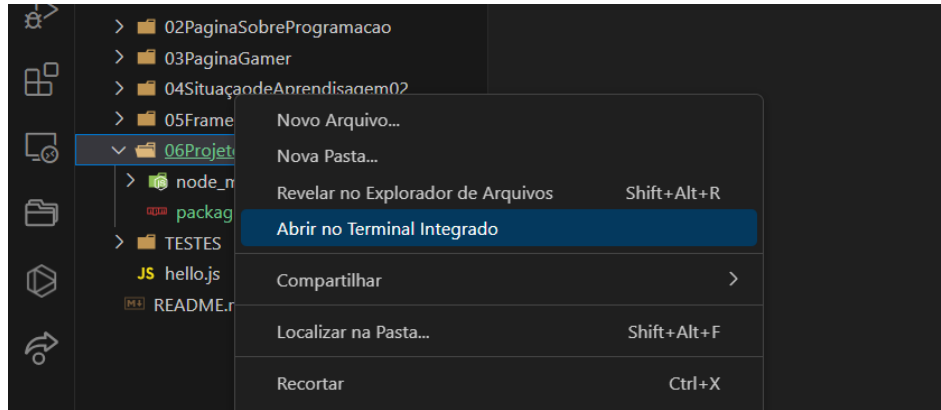 02PaginaSobreProgramacao
03PaginaGamer
04SituaçaodeAprendisagem02
05Frame
06Projeto
node_m
packag
TESTES
JS hello.js
README.m
Novo Arquivo...
Nova Pasta...
Revelar no Explorador de Arquivos Shift+Alt+R
Abrir no Terminal Integrado
Compartilhar
Localizar na Pasta... Shift+Alt+F
Recortar Ctrl+X